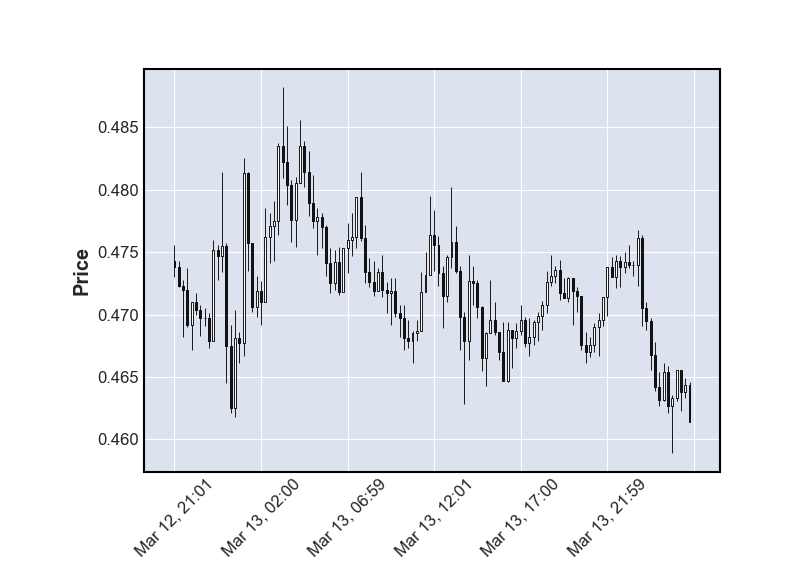 0.485
0.480
0.475
0.470
0.465
0.460
Price
Mar 12, 21:01
Mar 13, 02:00
Mar 13, 06:59
Mar 13, 12:01
Mar 13, 17:00
Mar 13, 21:59